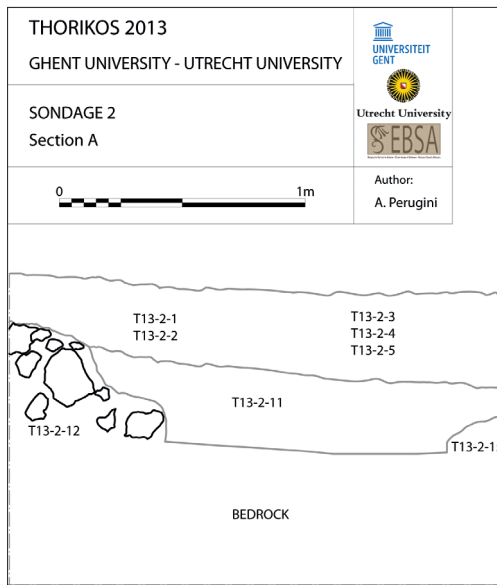 THORIKOS 2013
GHENT UNIVERSITY - UTRECHT UNIVERSITY
UNIVERSITEIT
GENT
Utrecht University
EBSA
SONDAGE 2
Section A
0 1m
Author:
A. Perugini
T13-2-1
T13-2-2
T13-2-3
T13-2-4
T13-2-5
T13-2-11
T13-2-12
BEDROCK